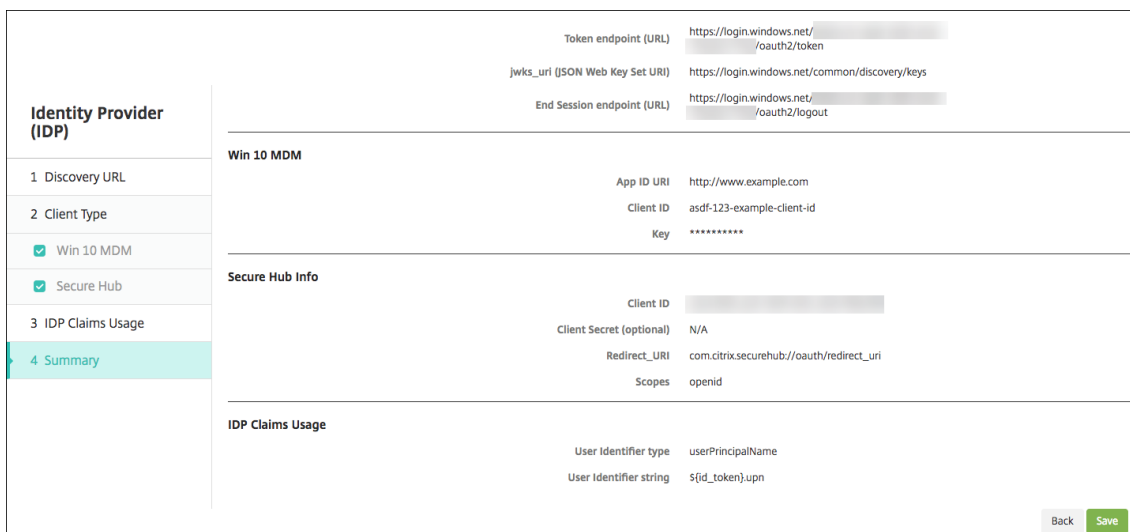 Token endpoint (URL) https://login.windows.net/
/oauth2/token
jwks_uri (JSON Web Key Set URI) https://login.windows.net/common/discovery/keys
End Session endpoint (URL) https://login.windows.net/
/oauth2/logout
Identity Provider
(IDP)
1 Discovery URL
2 Client Type
Win 10 MDM
Secure Hub
3 IDP Claims Usage
4 Summary
Win 10 MDM
App ID URI http://www.example.com
Client ID asdf-123-example-client-id
Key **********
Secure Hub Info
Client ID
Client Secret (optional) N/A
Redirect_URI com.citrix.securehub://oauth/redirect_uri
Scopes openid
IDP Claims Usage
User Identifier type userPrincipalName
User Identifier string ${id_token}.upn
Back Save